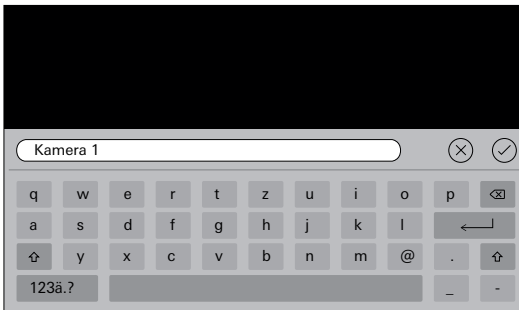 Kamera 1
q w e r t z u i o p
a s d f g h j k l
y x c v b n m @ .
123ä.? _ -